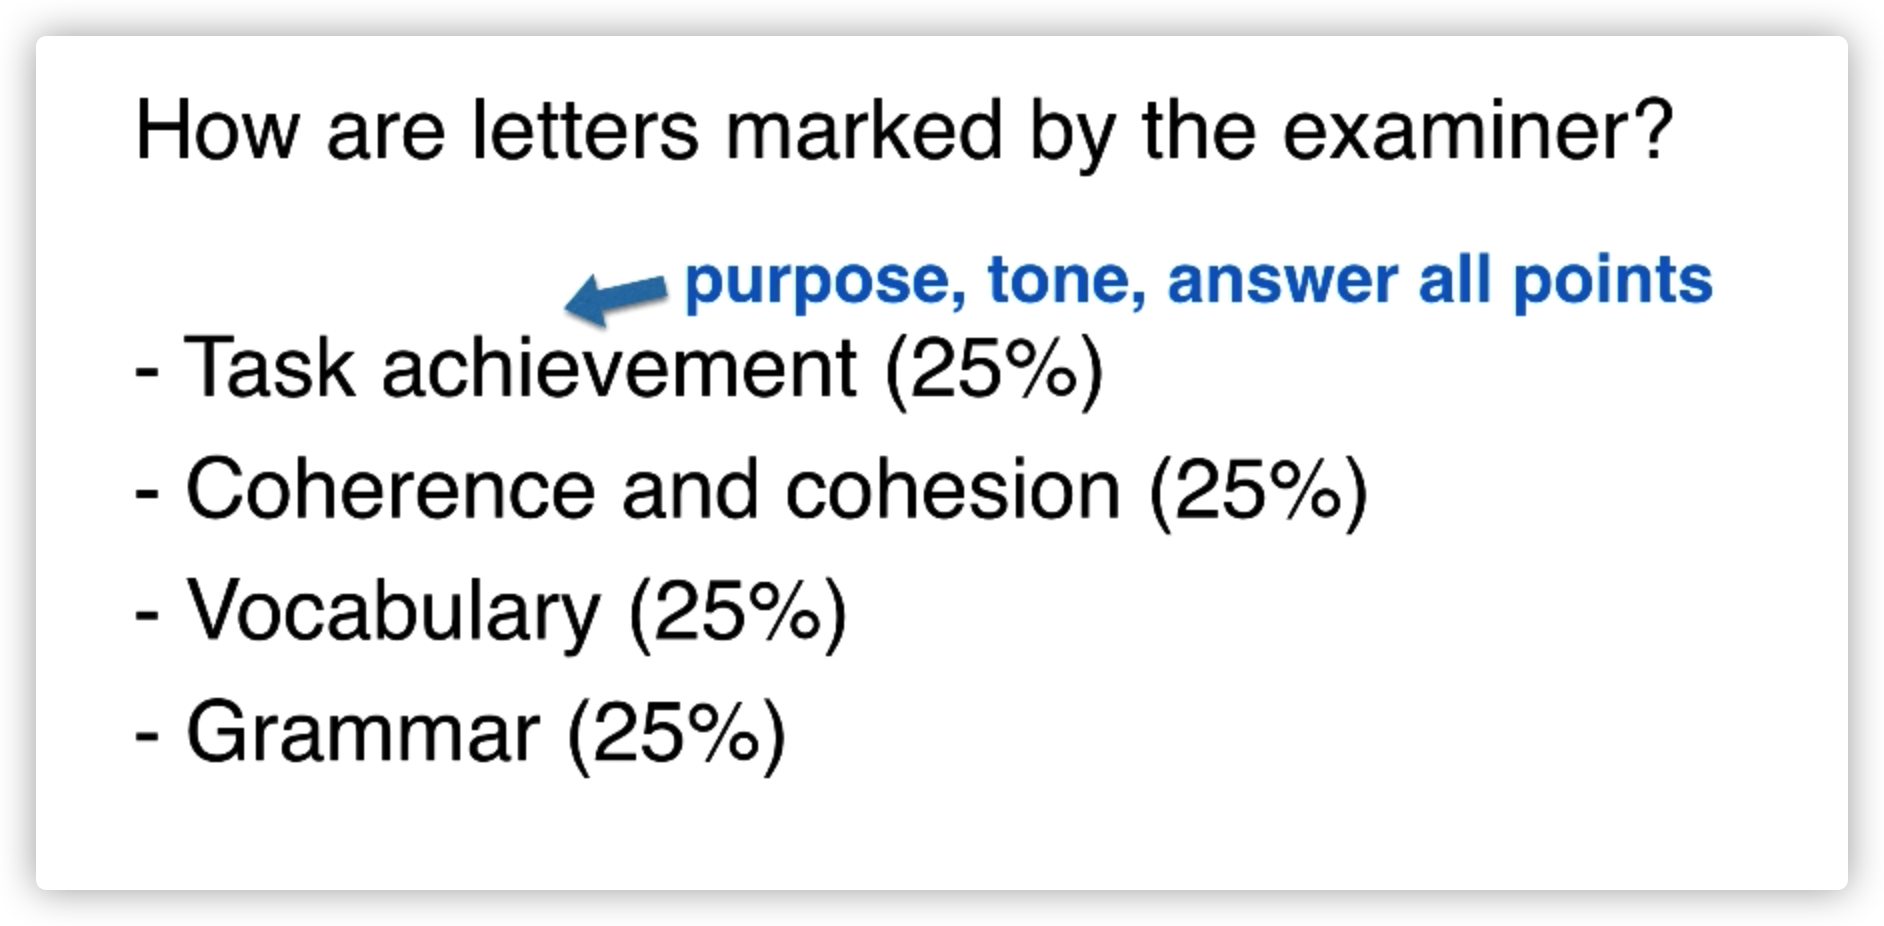 How are letters marked by the examiner?
purpose, tone, answer all points
- Task achievement (25%)
- Coherence and cohesion (25%)
- Vocabulary (25%)
- Grammar (25%)